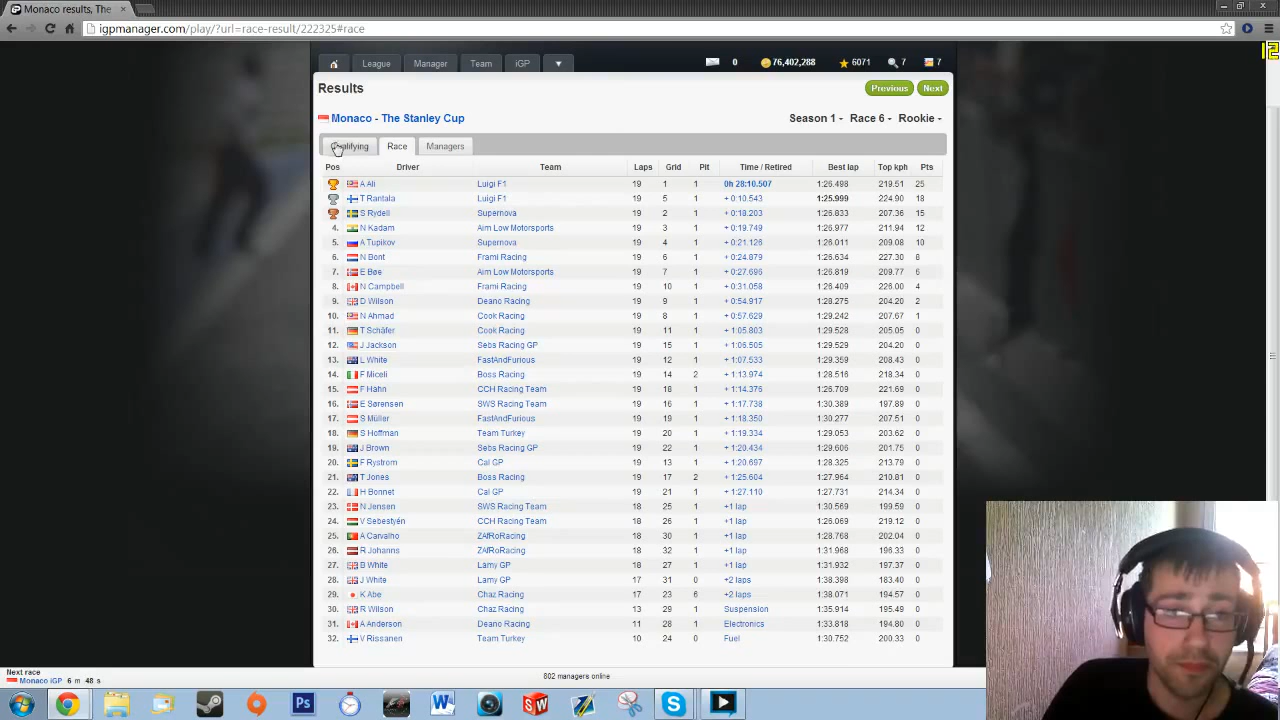 Monaco results, The
igpmanager.com/play/?url=race-result/222325#race
League Manager Team iGP 0 76,402,288 6071 7 7
Results Previous Next
Monaco - The Stanley Cup Season 1 Race 6 Rookie
Qualifying Race Managers
Pos Driver Team Laps Grid Pit Time / Retired Best lap Top kph Pts
A Ali Luigi F1 19 1 1 0h 28:10.507 1:26.498 219.51 25
T Rantala Luigi F1 19 5 1 + 0:10.543 1:25.999 224.90 18
S Rydell Supernova 19 2 1 + 0:18.203 1:26.833 207.36 15
4. N Kadam Aim Low Motorsports 19 3 1 + 0:19.749 1:26.977 211.94 12
5. A Tupikov Supernova 19 4 1 + 0:21.126 1:26.011 209.08 10
6. N Bont Frami Racing 19 6 1 + 0:24.879 1:26.634 227.30 8
7. E Bøe Aim Low Motorsports 19 7 1 + 0:27.696 1:26.819 209.77 6
8. N Campbell Frami Racing 19 10 1 + 0:31.058 1:26.409 226.00 4
9. D Wilson Deano Racing 19 9 1 + 0:54.917 1:28.275 204.20 2
10. N Ahmad Cook Racing 19 8 1 + 0:57.629 1:29.242 207.67 1
11. T Schäfer Cook Racing 19 11 1 + 1:05.803 1:29.528 205.05 0
12. J Jackson Sebs Racing GP 19 15 1 + 1:06.505 1:29.529 204.20 0
13. L White FastAndFurious 19 12 1 + 1:07.533 1:29.359 208.43 0
14. F Miceli Boss Racing 19 14 2 + 1:13.974 1:28.516 218.34 0
15. F Hahn CCH Racing Team 19 18 1 + 1:14.376 1:26.709 221.69 0
16. E Sørensen SWS Racing Team 19 16 1 + 1:17.738 1:30.389 197.89 0
17. S Müller FastAndFurious 19 19 1 + 1:18.350 1:30.277 207.51 0
18. S Hoffman Team Turkey 19 20 1 + 1:19.334 1:29.053 203.62 0
19. J Brown Sebs Racing GP 19 22 1 + 1:20.434 1:29.606 201.75 0
20. F Rystrom Cal GP 19 13 1 + 1:20.697 1:28.325 213.79 0
21. T Jones Boss Racing 19 17 2 + 1:25.604 1:27.964 210.81 0
22. H Bonnet Cal GP 19 21 1 + 1:27.110 1:27.731 214.34 0
23. N Jensen SWS Racing Team 18 25 1 +1 lap 1:30.569 199.59 0
24. V Sebestyén CCH Racing Team 18 26 1 +1 lap 1:26.069 219.12 0
25. A Carvalho ZAfRoRacing 18 30 1 +1 lap 1:28.768 202.04 0
26. R Johanns ZAfRoRacing 18 32 1 +1 lap 1:31.968 196.33 0
27. B White Lamy GP 18 27 1 +1 lap 1:31.932 197.37 0
28. J White Lamy GP 17 31 0 +2 laps 1:38.398 183.40 0
29. K Abe Chaz Racing 17 23 6 +2 laps 1:38.071 194.57 0
30. R Wilson Chaz Racing 13 29 1 Suspension 1:35.914 195.49 0
31. A Anderson Deano Racing 11 28 1 Electronics 1:33.818 194.80 0
32. V Rissanen Team Turkey 10 24 0 Fuel 1:30.752 200.33 0
Next race
Monaco iGP 6 m 48 s
802 managers online